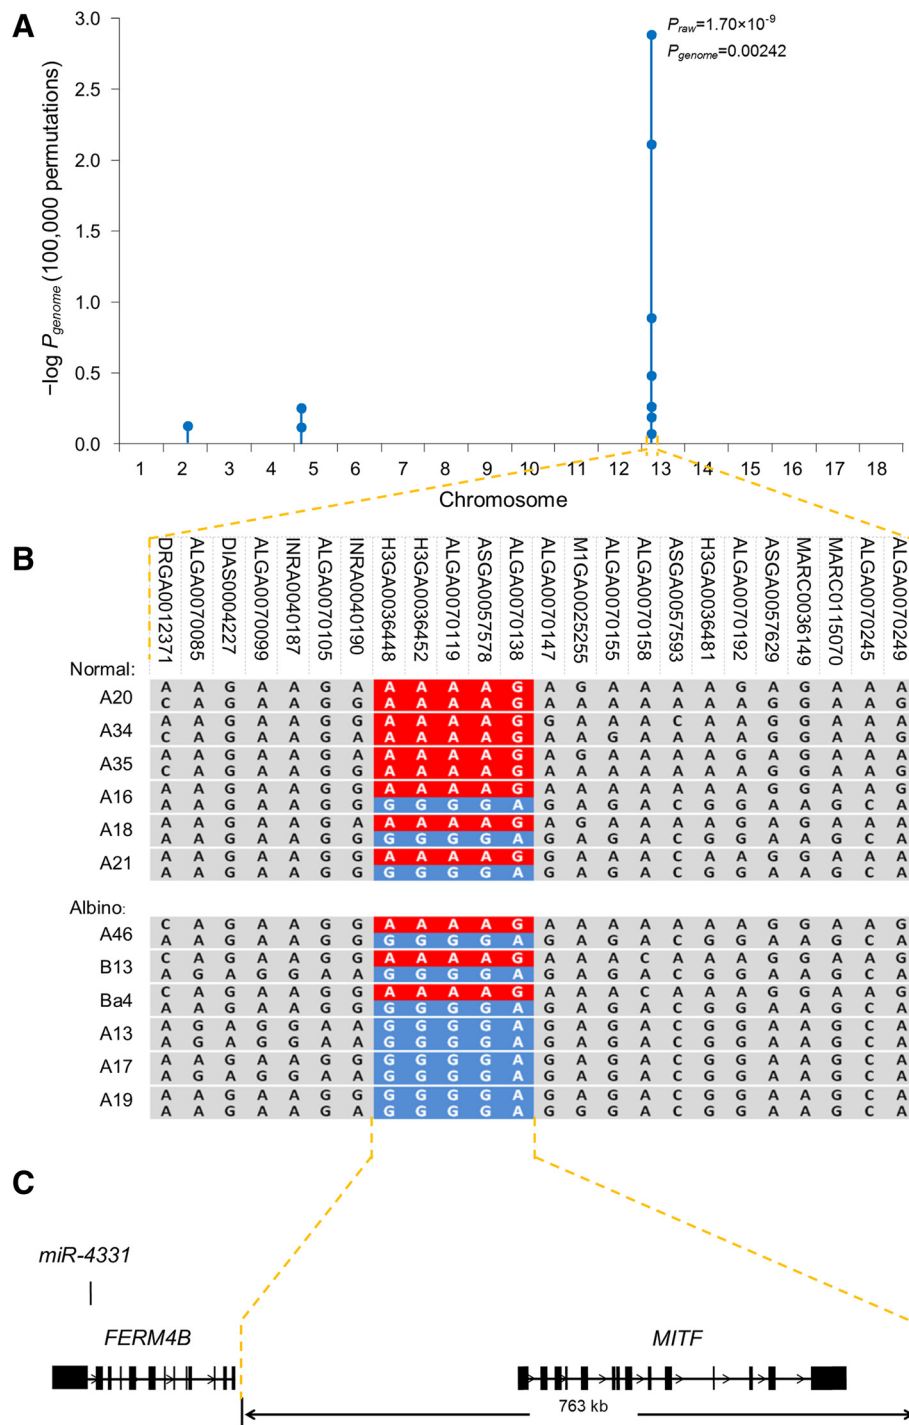 A
3.0
2.5
2.0
1.5
1.0
0.5
0.0
−log Pgenome (100,000 permutations)
Praw=1.70×10-9
Pgenome=0.00242
1 2 3 4 5 6 7 8 9 10 11 12 13 14 15 16 17 18
Chromosome
B
DRGA0012371
ALGA0070085
DIAS0004227
ALGA0070099
INRA0040187
ALGA0070105
INRA0040190
H3GA0036448
H3GA0036452
ALGA0070119
ASGA0057578
ALGA0070138
ALGA0070147
M1GA0025255
ALGA0070155
ALGA0070158
ASGA0057593
H3GA0036481
ALGA0070192
ASGA0057629
MARC0036149
MARC0115070
ALGA0070245
ALGA0070249
Normal:
A20
A A G A A G A A A A A G A G A A A A G A G A A A
C A G A A G G A A A A G A A A A A A A G G A A G
A34
A A G A A G G A A A A G G G A A C A A G G A A A
C A G A A G A A A A A G A A A A A A A G G A A G
A35
A A G A A G A A A A A G A G A A A A G A G A A A
C A G A A G G A A A A G A A A A A A A G G A A G
A16
A A G A A G G A A A A G A A A A A A A G G A A G
A A G A A G G G G G G A G A G A C G G A A G C A
A18
A A G A A G A A A A A G A G A A A A G A G A A A
A A G A A G G G G G G A G A G A C G G A A G C A
A21
A A G A A G G A A A A G G G A A C A A G G A A A
A A G A A G G G G G G A G A G A C G G A A G C A
Albino:
A46
C A G A A G G A A A A G A A A A A A A G G A A G
A A G A A G G G G G G A G A G A C G G A A G C A
B13
C A G A A G G A A A A G A A A C A A A G G A A G
A G A G G A A G G G G A G A G A C G G A A G C A
Ba4
C A G A A G G A A A A G A A A C A A A G G A A G
A A G A A G G G G G G A G A G A C G G A A G C A
A13
A G A G G A A G G G G A G A G A C G G A A G C A
A G A G G A A G G G G A G A G A C G G A A G C A
A17
A A G A A G G G G G G A G A G A C G G A A G C A
A G A G G A A G G G G A G A G A C G G A A G C A
A19
A A G A A G G G G G G A G A G A C G G A A G C A
A A G A A G G G G G G A G G G A C G G A A G C A
C
miR-4331
FERM4B
MITF
763 kb